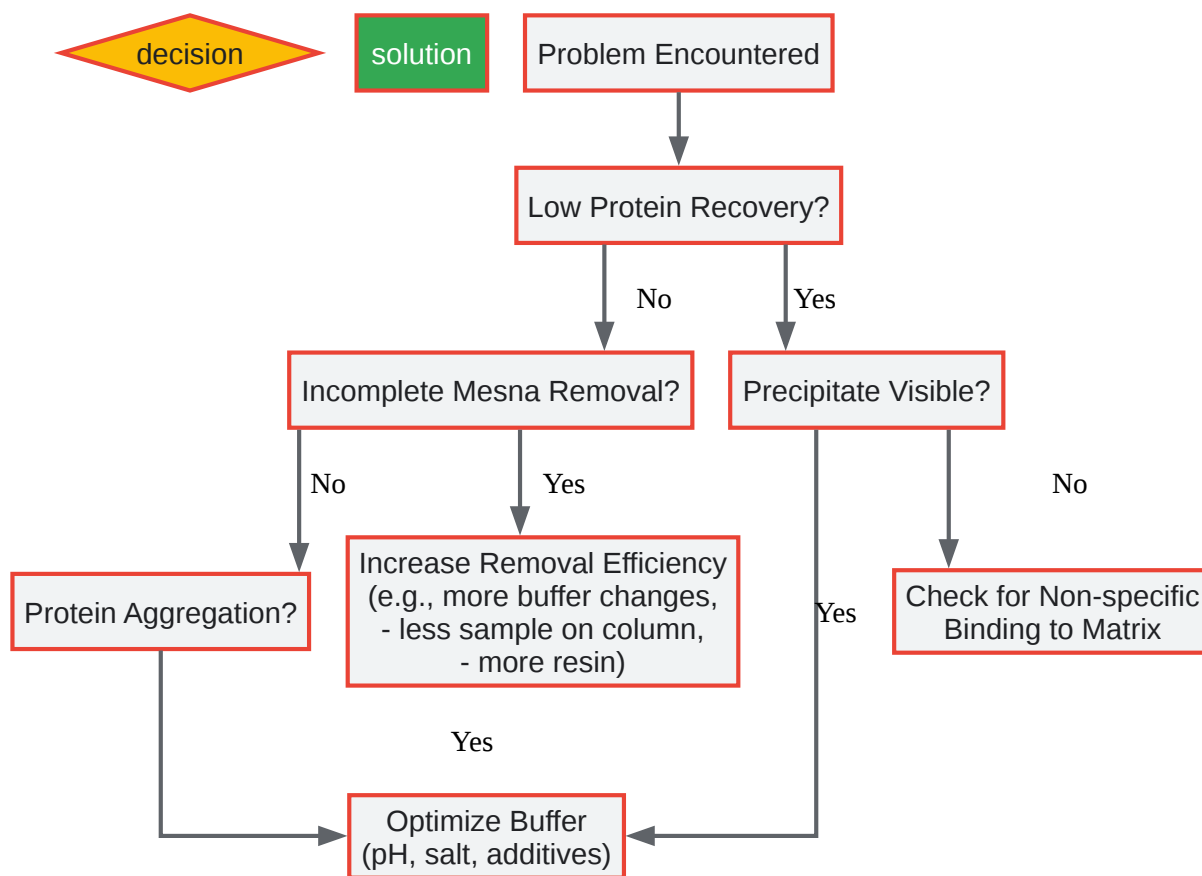 decision
solution
Problem Encountered
Low Protein Recovery?
No
Yes
Incomplete Mesna Removal?
Precipitate Visible?
No
Yes
No
Increase Removal Efficiency
(e.g., more buffer changes,
- less sample on column,
- more resin)
Protein Aggregation?
Yes
Check for Non-specific
Binding to Matrix
Yes
Optimize Buffer
(pH, salt, additives)